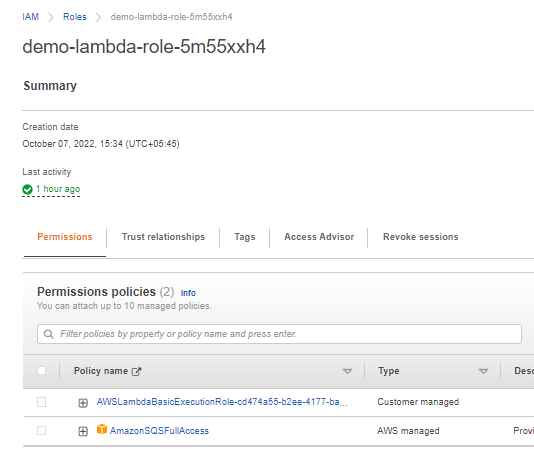 IAM > Roles > demo-lambda-role-5m55xxh4
demo-lambda-role-5m55xxh4
Summary
Creation date
October 07, 2022, 15:34 (UTC+05:45)
Last activity
1 hour ago
Permissions Trust relationships Tags Access Advisor Revoke sessions
Permissions policies (2) Info
You can attach up to 10 managed policies.
Filter policies by property or policy name and press enter.
Policy name Type Desc
AWSLambdaBasicExecutionRole-cd474a55-b2ee-4177-ba... Customer managed
AmazonSQSFullAccess AWS managed Provi